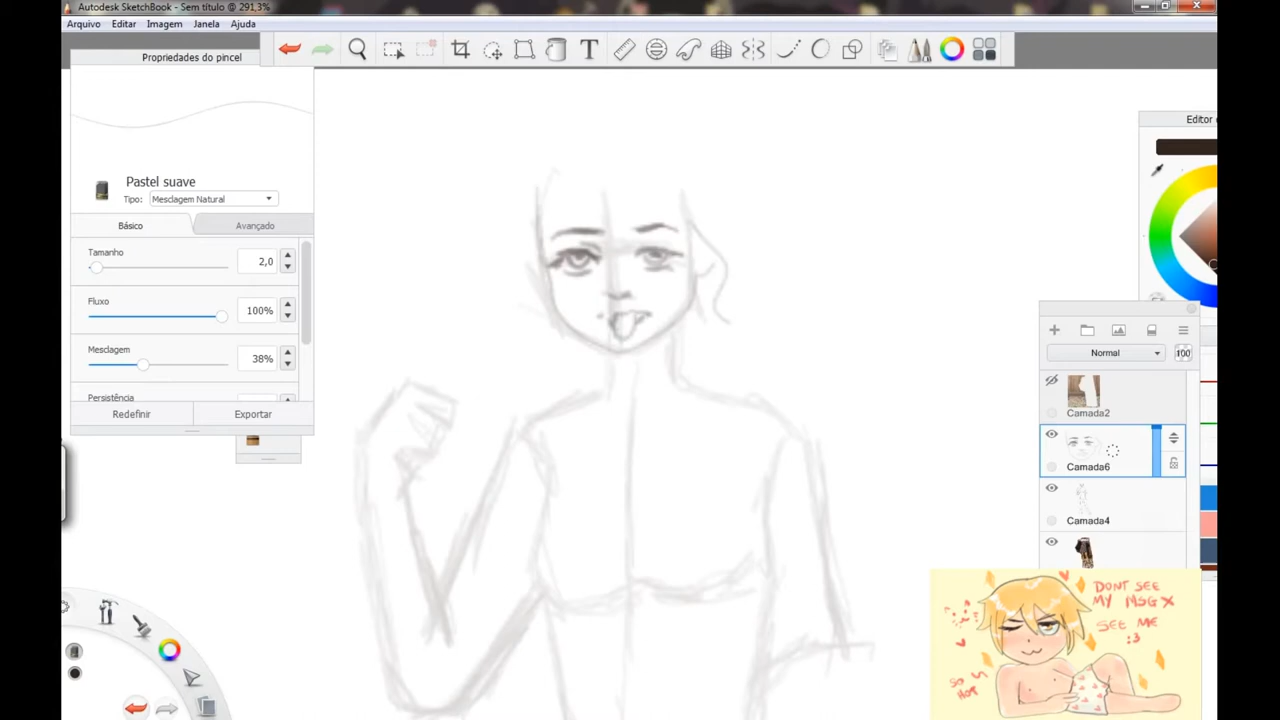 Autodesk SketchBook - Sem título @ 291,3%
Arquivo Editar Imagem Janela Ajuda
Propriedades do pincel
T
Pastel suave
Tipo: Mesclagem Natural
Básico Avançado
Tamanho
2,0
Fluxo
100%
Mesclagem
38%
Persistência
Redefinir Exportar
Editor
Normal 100
Camada2
Camada6
Camada4
DONT SEE
MY MSG X
SEE ME
:3
SO
HOT